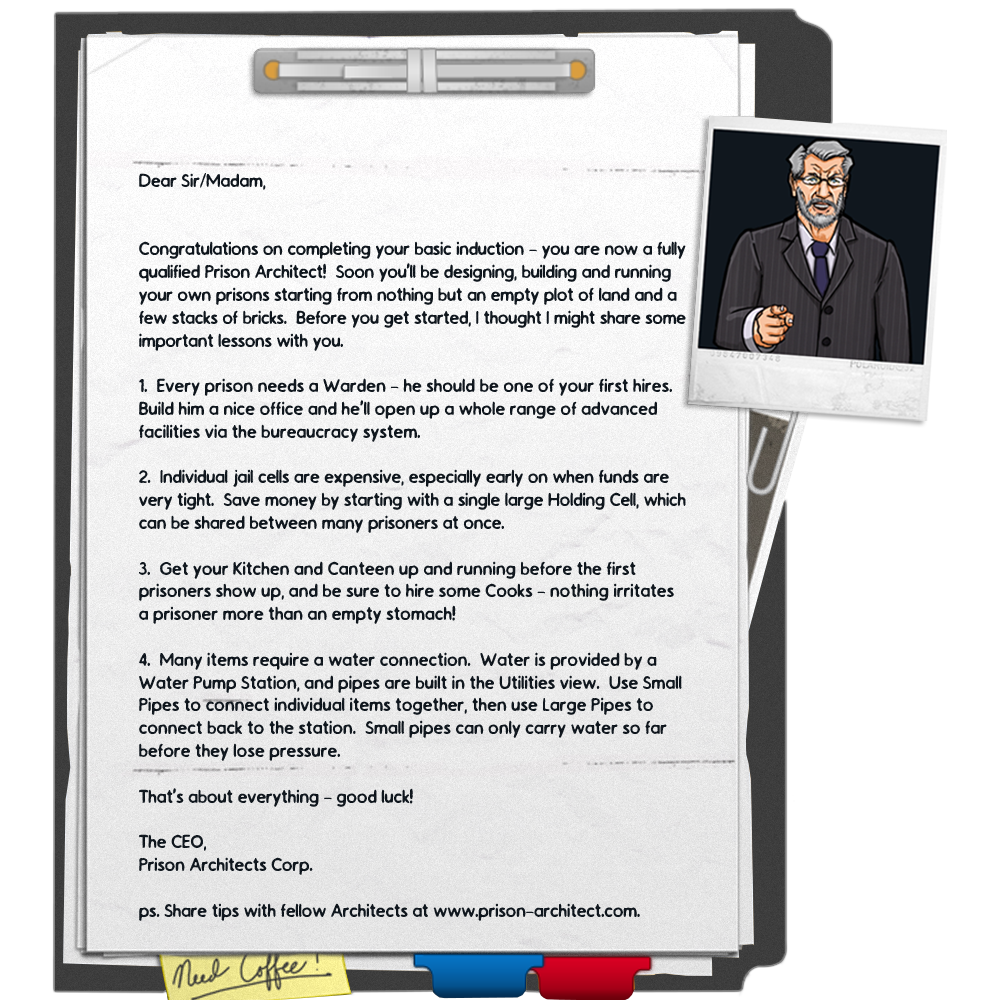 Dear Sir/Madam,
Congratulations on completing your basic induction - you are now a fully
qualified Prison Architect!  Soon you'll be designing, building and running
your own prisons starting from nothing but an empty plot of land and a
few stacks of bricks.  Before you get started, I thought I might share some
important lessons with you.
1.  Every prison needs a Warden - he should be one of your first hires.
Build him a nice office and he'll open up a whole range of advanced
facilities via the bureaucracy system.
2.  Individual jail cells are expensive, especially early on when funds are
very tight.  Save money by starting with a single large Holding Cell, which
can be shared between many prisoners at once.
3.  Get your Kitchen and Canteen up and running before the first
prisoners show up, and be sure to hire some Cooks - nothing irritates
a prisoner more than an empty stomach!
4.  Many items require a water connection.  Water is provided by a
Water Pump Station, and pipes are built in the Utilities view.  Use Small
Pipes to connect individual items together, then use Large Pipes to
connect back to the station.  Small pipes can only carry water so far
before they lose pressure.
That's about everything - good luck!
The CEO,
Prison Architects Corp.
ps. Share tips with fellow Architects at www.prison-architect.com.
Need Coffee!